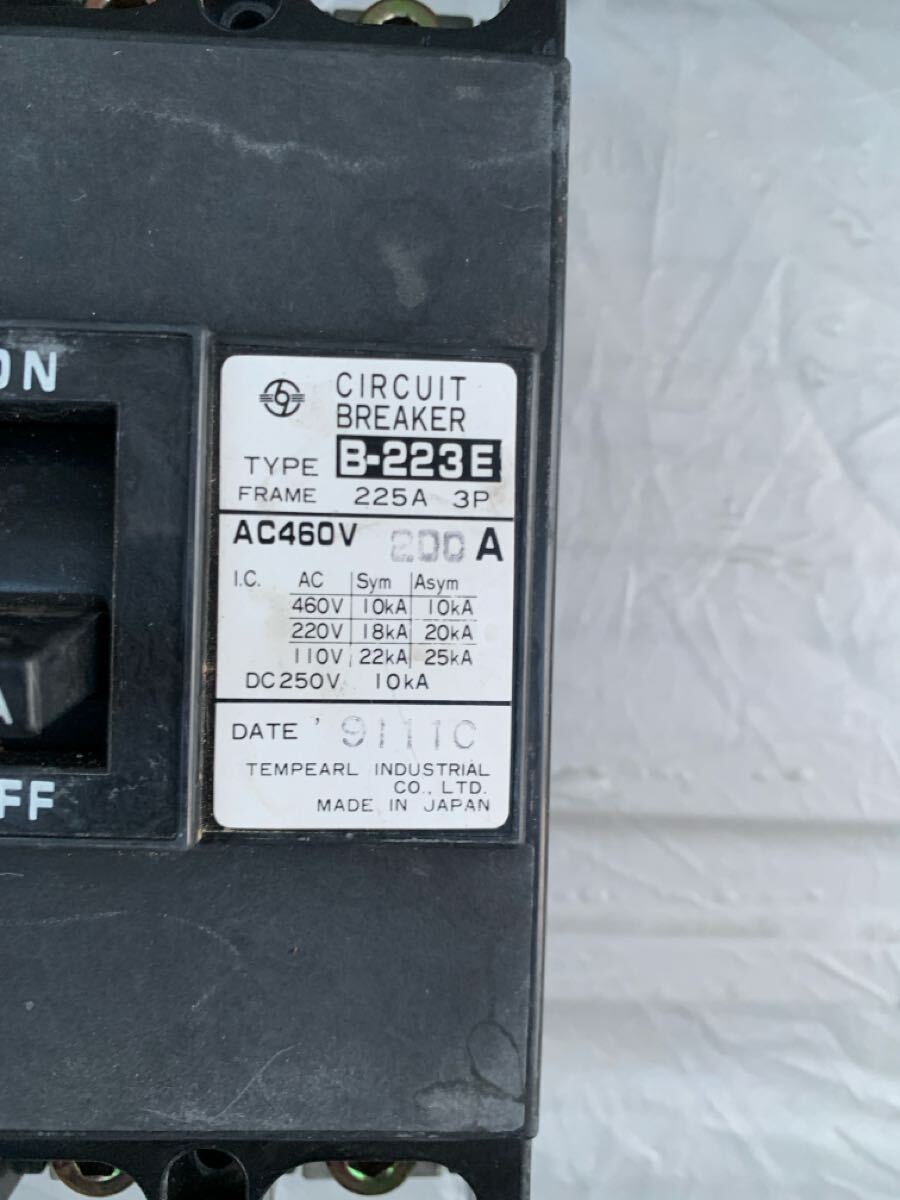 ON
A
OFF
CIRCUIT
BREAKER
TYPE B-223E
FRAME 225A 3P
AC460V 200 A
I.C. AC Sym Asym
460V 10kA 10kA
220V 18kA 20kA
110V 22kA 25kA
DC250V 10kA
DATE ' 9111C
TEMPEARL INDUSTRIAL
CO., LTD.
MADE IN JAPAN